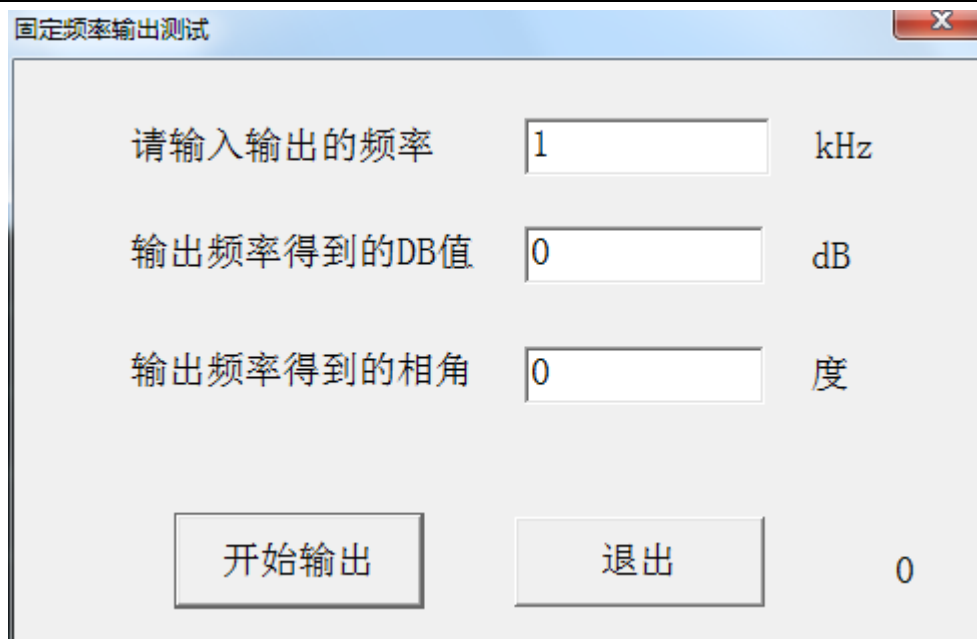 固定频率输出测试
请输入输出的频率 1 kHz
输出频率得到的DB值 0 dB
输出频率得到的相角 0 度
开始输出 退出 0